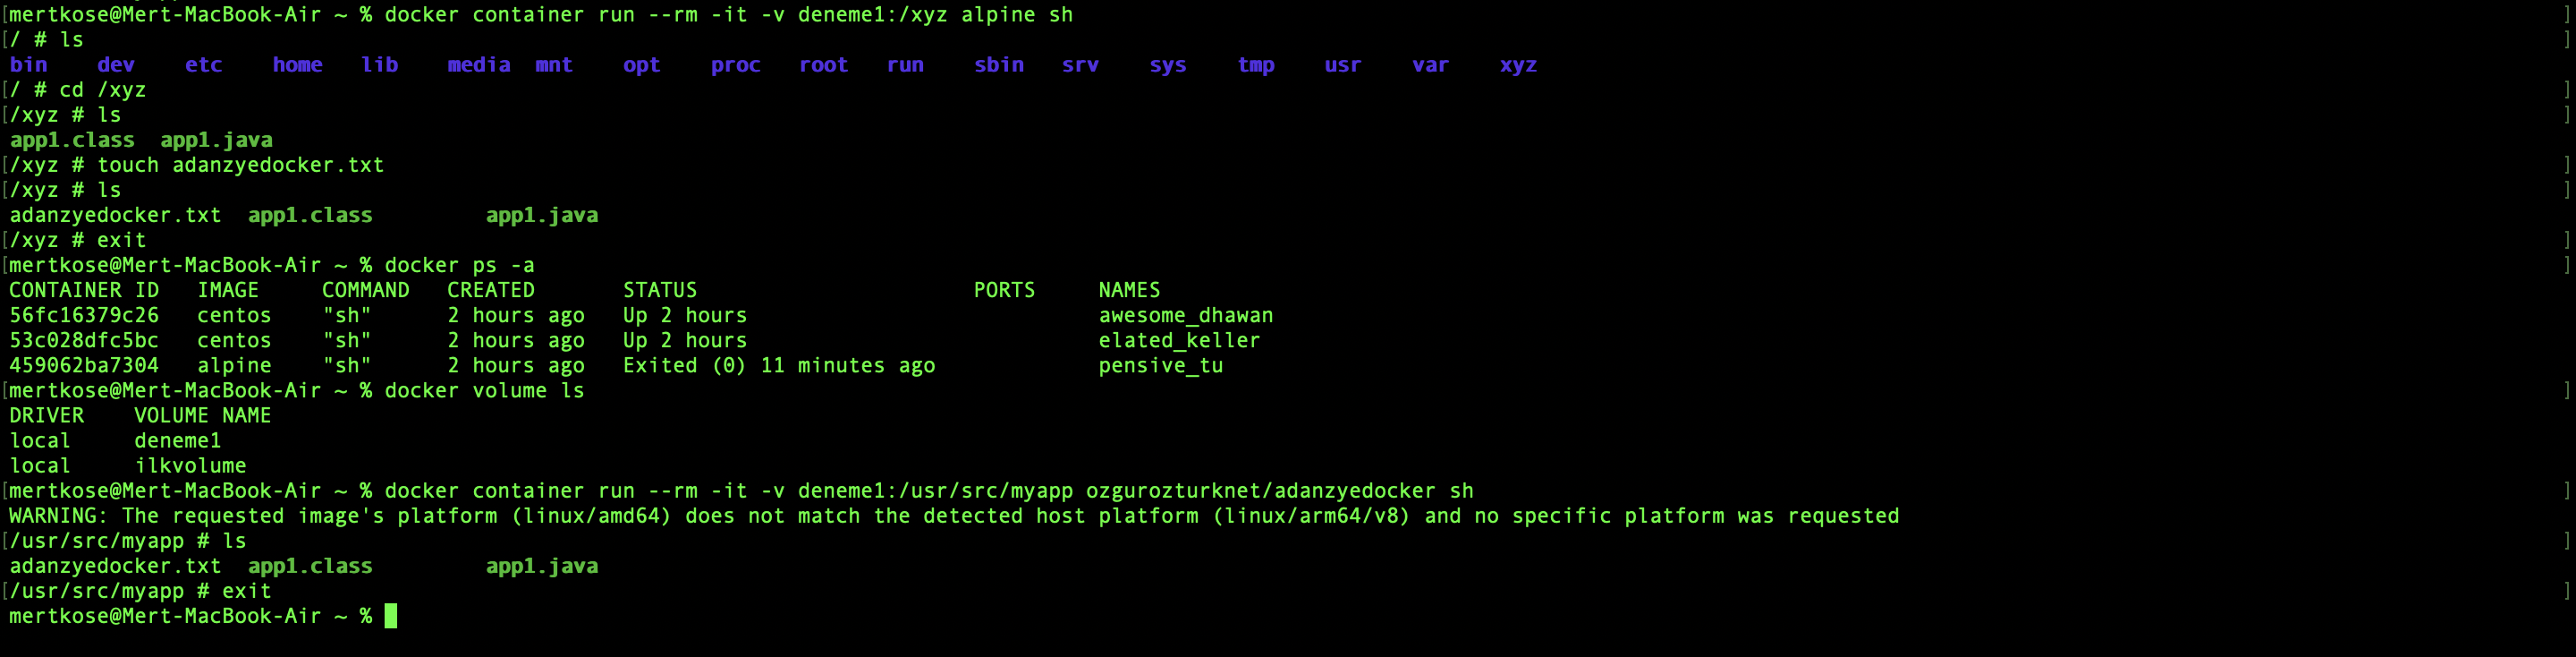 [mertkose@Mert-MacBook-Air ~ % docker container run --rm -it -v deneme1:/xyz alpine sh ]
[/ # ls ]
bin    dev    etc    home   lib    media  mnt    opt    proc   root   run    sbin   srv    sys    tmp    usr    var    xyz
[/ # cd /xyz ]
[/xyz # ls ]
app1.class  app1.java
[/xyz # touch adanzyedocker.txt ]
[/xyz # ls ]
adanzyedocker.txt  app1.class         app1.java
[/xyz # exit ]
[mertkose@Mert-MacBook-Air ~ % docker ps -a ]
CONTAINER ID   IMAGE     COMMAND   CREATED       STATUS                      PORTS     NAMES
56fc16379c26   centos    "sh"      2 hours ago   Up 2 hours                            awesome_dhawan
53c028dfc5bc   centos    "sh"      2 hours ago   Up 2 hours                            elated_keller
459062ba7304   alpine    "sh"      2 hours ago   Exited (0) 11 minutes ago             pensive_tu
[mertkose@Mert-MacBook-Air ~ % docker volume ls ]
DRIVER    VOLUME NAME
local     deneme1
local     ilkvolume
[mertkose@Mert-MacBook-Air ~ % docker container run --rm -it -v deneme1:/usr/src/myapp ozgurozturknet/adanzyedocker sh ]
WARNING: The requested image's platform (linux/amd64) does not match the detected host platform (linux/arm64/v8) and no specific platform was requested
[/usr/src/myapp # ls ]
adanzyedocker.txt  app1.class         app1.java
[/usr/src/myapp # exit ]
mertkose@Mert-MacBook-Air ~ %